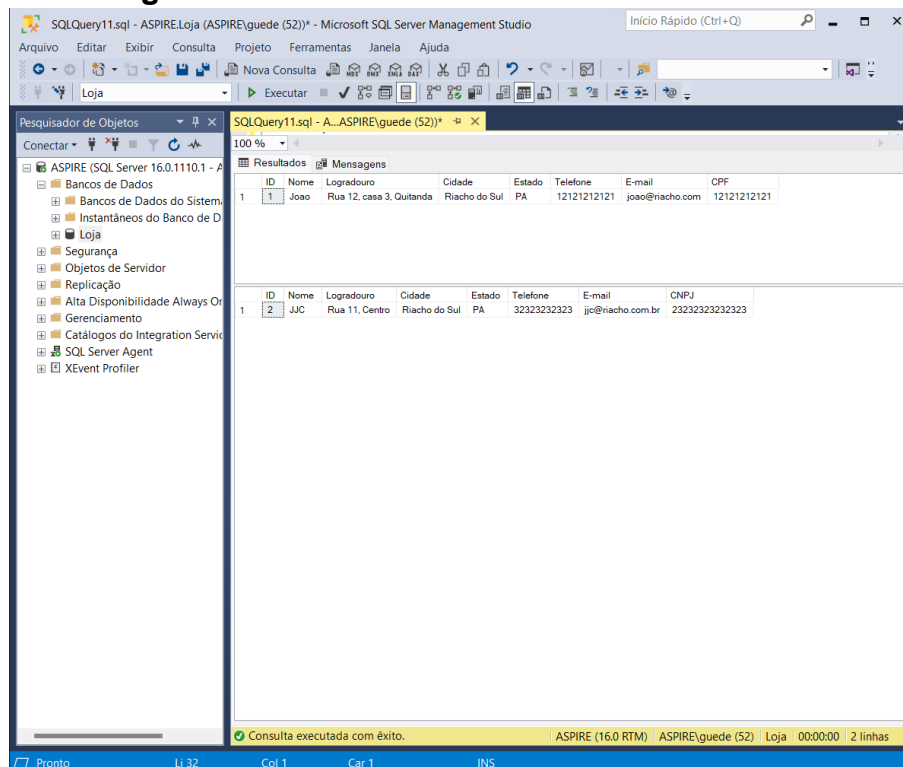 SQLQuery11.sql - ASPIRE.Loja (ASPIRE\guede (52))* - Microsoft SQL Server Management Studio
Início Rápido (Ctrl+Q)
Arquivo Editar Exibir Consulta Projeto Ferramentas Janela Ajuda
Nova Consulta
Loja
Executar
Pesquisador de Objetos
Conectar
ASPIRE (SQL Server 16.0.1110.1 - A
Bancos de Dados
Bancos de Dados do Sistema
Instantâneos do Banco de D
Loja
Segurança
Objetos de Servidor
Replicação
Alta Disponibilidade Always Or
Gerenciamento
Catálogos do Integration Servic
SQL Server Agent
XEvent Profiler
SQLQuery11.sql - A...ASPIRE\guede (52))*
100 %
Resultados Mensagens
ID Nome Logradouro Cidade Estado Telefone E-mail CPF
1 1 Joao Rua 12, casa 3, Quitanda Riacho do Sul PA 12121212121 joao@riacho.com 12121212121
ID Nome Logradouro Cidade Estado Telefone E-mail CNPJ
1 2 JJC Rua 11, Centro Riacho do Sul PA 32323232323 jjc@riacho.com.br 23232323232323
Consulta executada com êxito.
ASPIRE (16.0 RTM) ASPIRE\guede (52) Loja 00:00:00 2 linhas
Pronto Li 32 Col 1 Car 1 INS